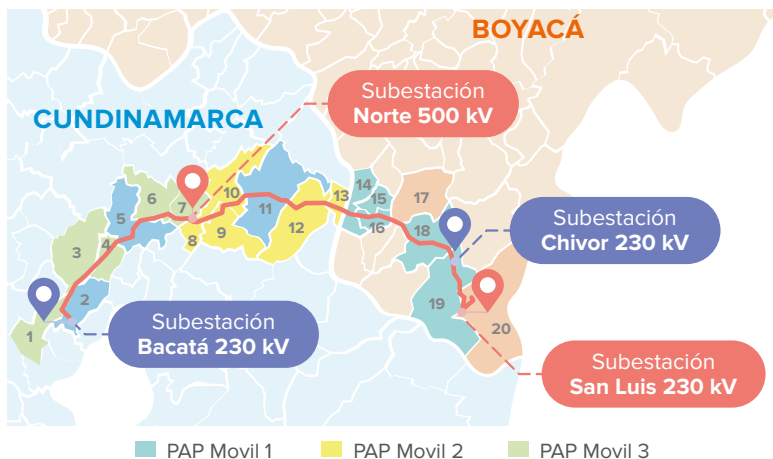 BOYACÁ
Subestación
Norte 500 kV
CUNDINAMARCA
6
7
10
5
11
13
14
15
16
17
18
3
4
8
9
12
2
1
Subestación
Chivor 230 kV
19
20
Subestación
Bacatá 230 kV
Subestación
San Luis 230 kV
PAP Movil 1
PAP Movil 2
PAP Movil 3